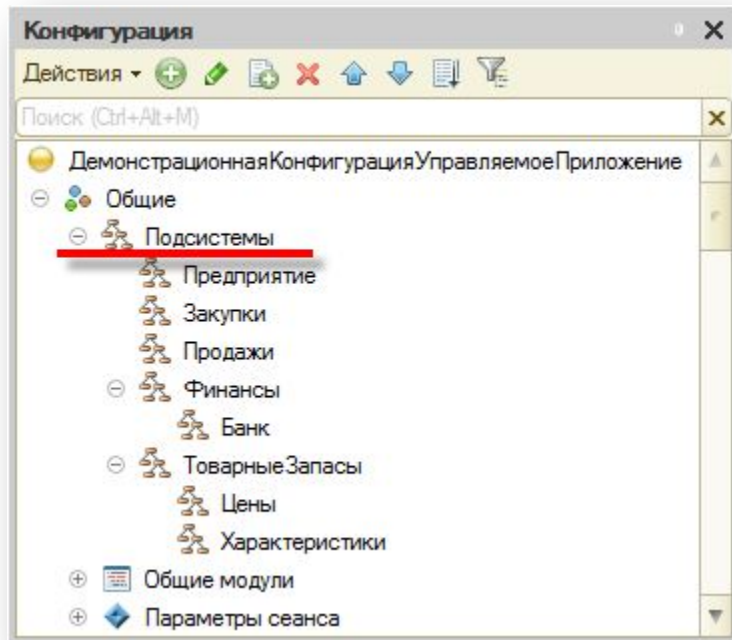 Конфигурация
Действия
Поиск (Ctrl+Alt+M)
ДемонстрационнаяКонфигурацияУправляемоеПриложение
Общие
Подсистемы
Предприятие
Закупки
Продажи
Финансы
Банк
ТоварныеЗапасы
Цены
Характеристики
Общие модули
Параметры сеанса